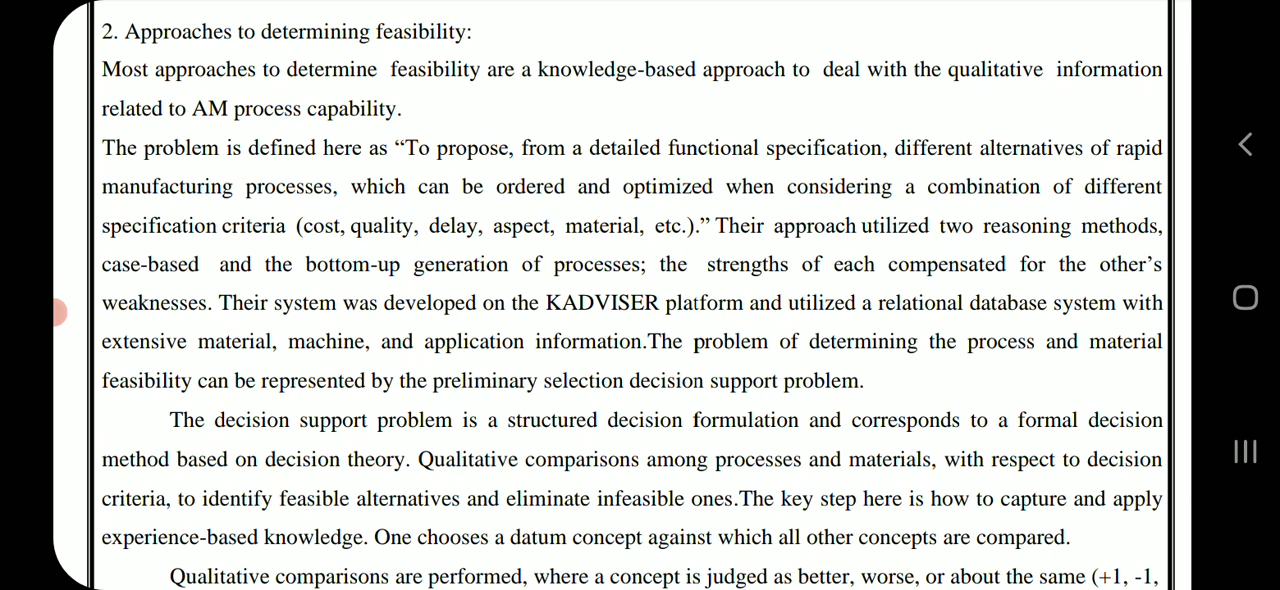 2. Approaches to determining feasibility:
Most approaches to determine feasibility are a knowledge-based approach to deal with the qualitative information
related to AM process capability.
The problem is defined here as “To propose, from a detailed functional specification, different alternatives of rapid
manufacturing processes, which can be ordered and optimized when considering a combination of different
specification criteria (cost, quality, delay, aspect, material, etc.).” Their approach utilized two reasoning methods,
case-based and the bottom-up generation of processes; the strengths of each compensated for the other’s
weaknesses. Their system was developed on the KADVISER platform and utilized a relational database system with
extensive material, machine, and application information.The problem of determining the process and material
feasibility can be represented by the preliminary selection decision support problem.
The decision support problem is a structured decision formulation and corresponds to a formal decision
method based on decision theory. Qualitative comparisons among processes and materials, with respect to decision
criteria, to identify feasible alternatives and eliminate infeasible ones.The key step here is how to capture and apply
experience-based knowledge. One chooses a datum concept against which all other concepts are compared.
Qualitative comparisons are performed, where a concept is judged as better, worse, or about the same (+1, -1,